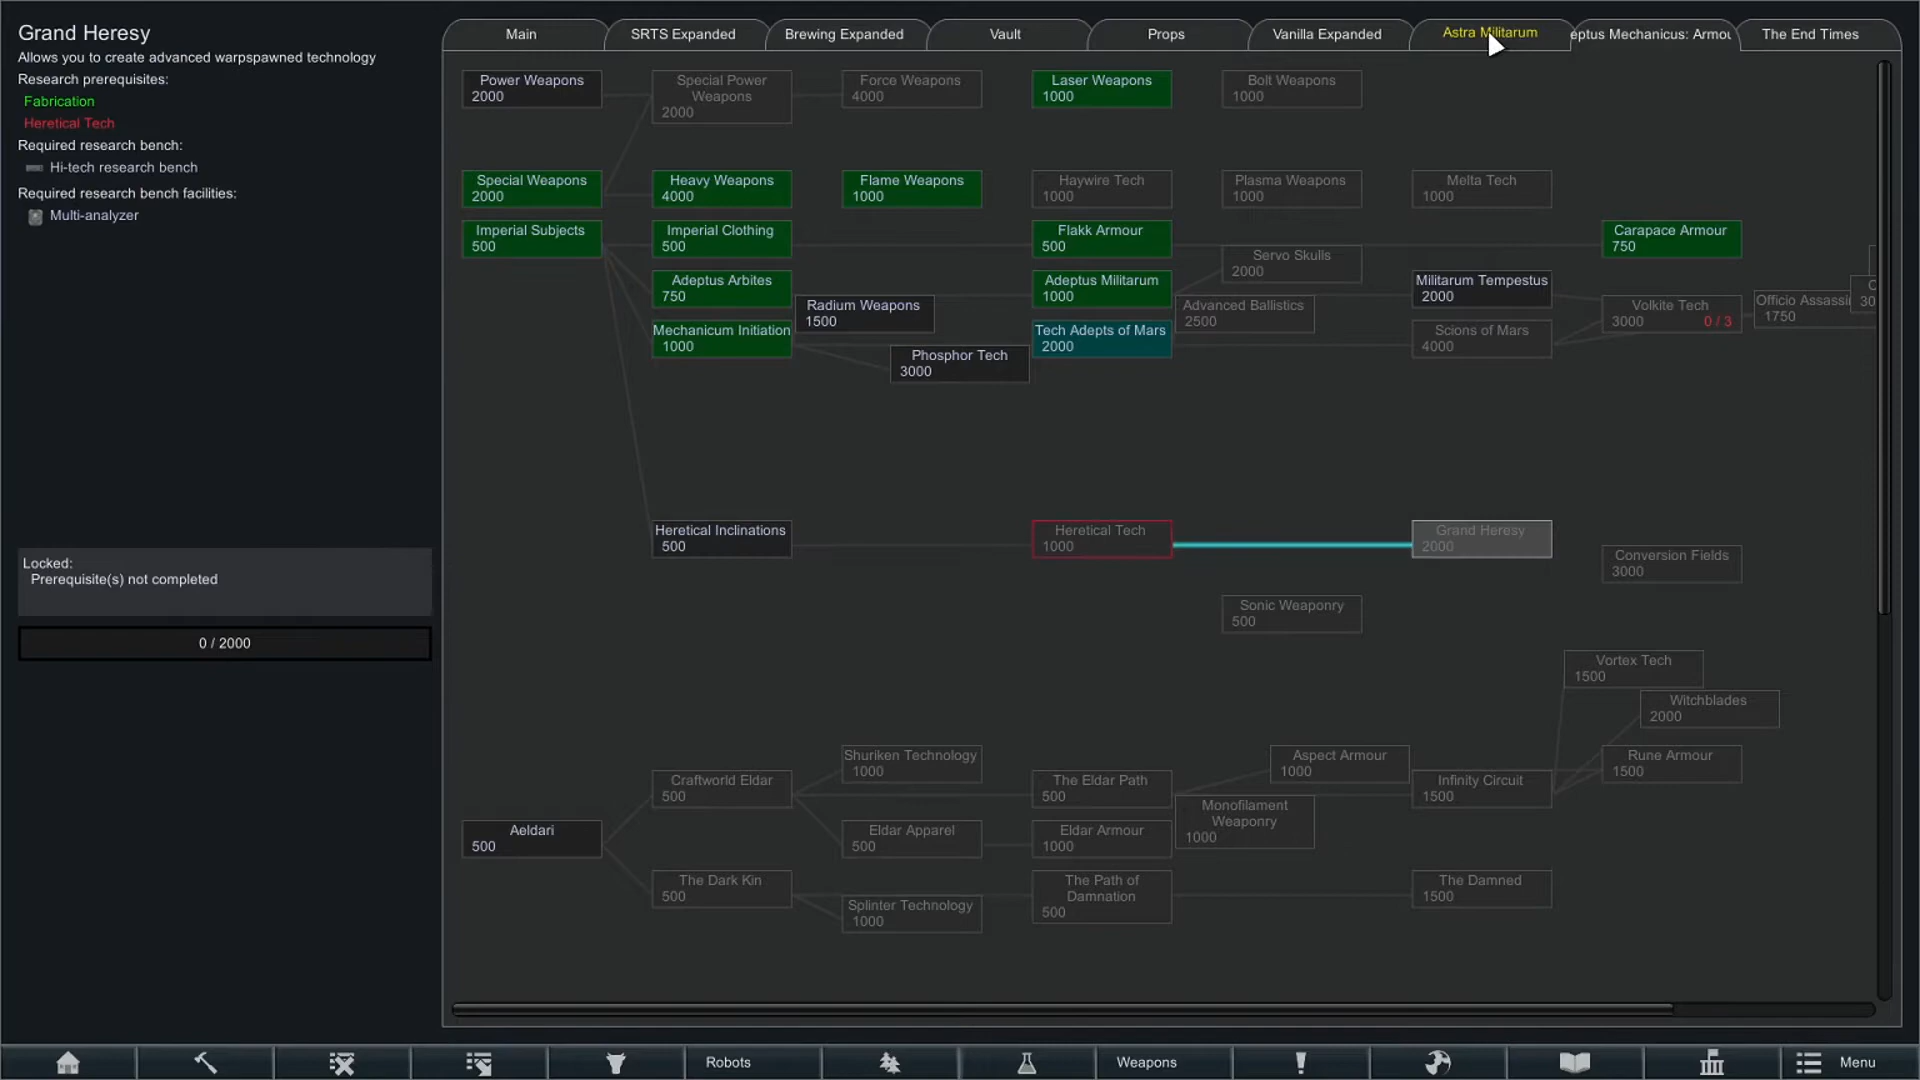 Grand Heresy
Allows you to create advanced warpspawned technology
Research prerequisites:
Fabrication
Heretical Tech
Required research bench:
Hi-tech research bench
Required research bench facilities:
Multi-analyzer
Locked:
Prerequisite(s) not completed
0 / 2000
Main
SRTS Expanded
Brewing Expanded
Vault
Props
Vanilla Expanded
Astra Militarum
eptus Mechanicus: Armou
The End Times
Power Weapons
2000
Special Power
Weapons
2000
Force Weapons
4000
Laser Weapons
1000
Bolt Weapons
1000
Special Weapons
2000
Heavy Weapons
4000
Flame Weapons
1000
Haywire Tech
1000
Plasma Weapons
1000
Melta Tech
1000
Imperial Subjects
500
Imperial Clothing
500
Flakk Armour
500
Servo Skulls
2000
Carapace Armour
750
Adeptus Arbites
750
Radium Weapons
1500
Adeptus Militarum
1000
Advanced Ballistics
2500
Militarum Tempestus
2000
Volkite Tech
3000 0 / 3
Officio Assassi
1750
C
30
Mechanicum Initiation
1000
Phosphor Tech
3000
Tech Adepts of Mars
2000
Scions of Mars
4000
Heretical Inclinations
500
Heretical Tech
1000
Grand Heresy
2000
Conversion Fields
3000
Sonic Weaponry
500
Vortex Tech
1500
Witchblades
2000
Craftworld Eldar
500
Shuriken Technology
1000
The Eldar Path
500
Aspect Armour
1000
Monofilament
Weaponry
1000
Infinity Circuit
1500
Rune Armour
1500
Aeldari
500
Eldar Apparel
500
Eldar Armour
1000
The Dark Kin
500
Splinter Technology
1000
The Path of
Damnation
500
The Damned
1500
Robots
Weapons
Menu